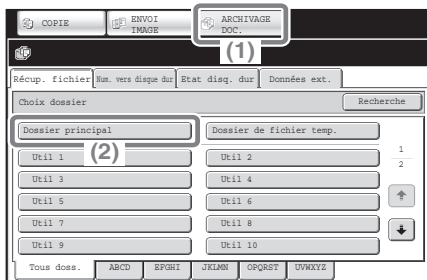 COPIE
ENVOI
IMAGE
ARCHIVAGE
DOC.
(1)
Récup. fichier Num. vers disque dur Etat disq. dur Données ext.
Choix dossier Recherche
Dossier principal Dossier de fichier temp.
(2)
Util 1 Util 2
1
2
Util 3 Util 4
Util 5 Util 6
Util 7 Util 8
Util 9 Util 10
Tous doss. ABCD EFGHI JKLMN OPQRST UVWXYZ